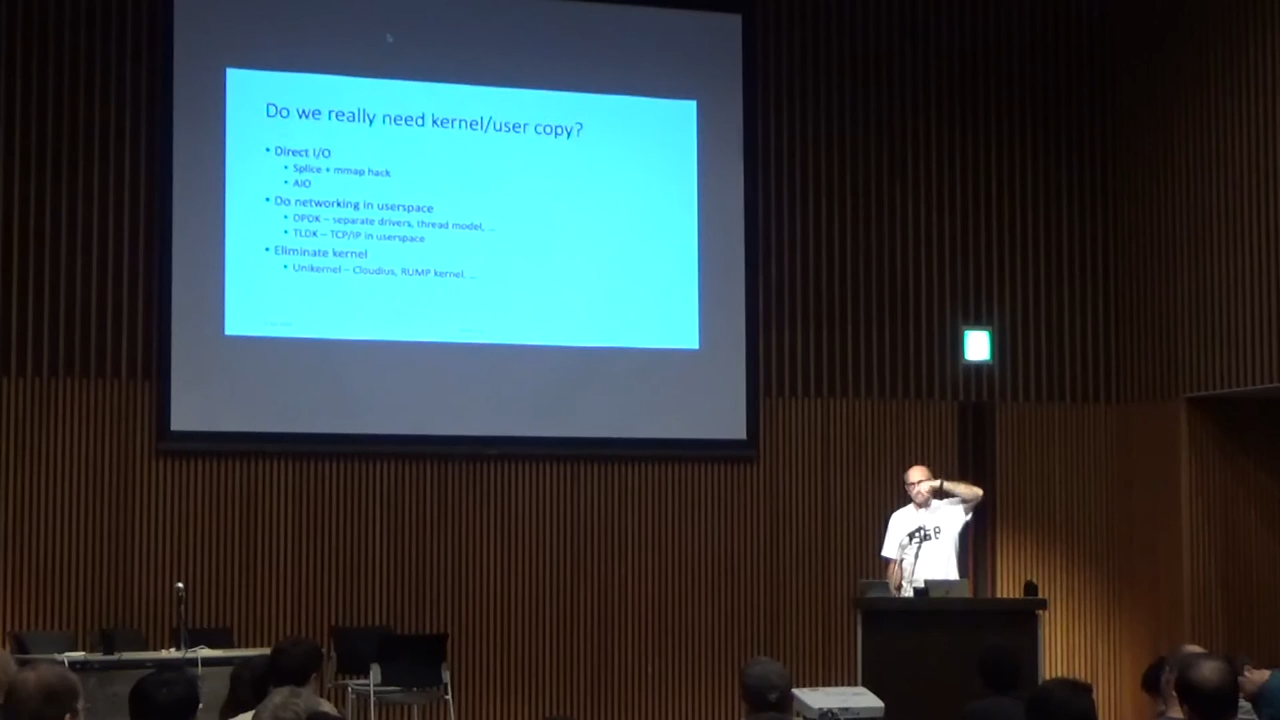 Do we really need kernel/user copy?
• Direct I/O
• Splice + mmap hack
• AIO
• Do networking in userspace
• DPDK – separate drivers, thread model, ...
• TLDK – TCP/IP in userspace
• Eliminate kernel
• Unikernel – Cloudius, RUMP kernel, ...
1968